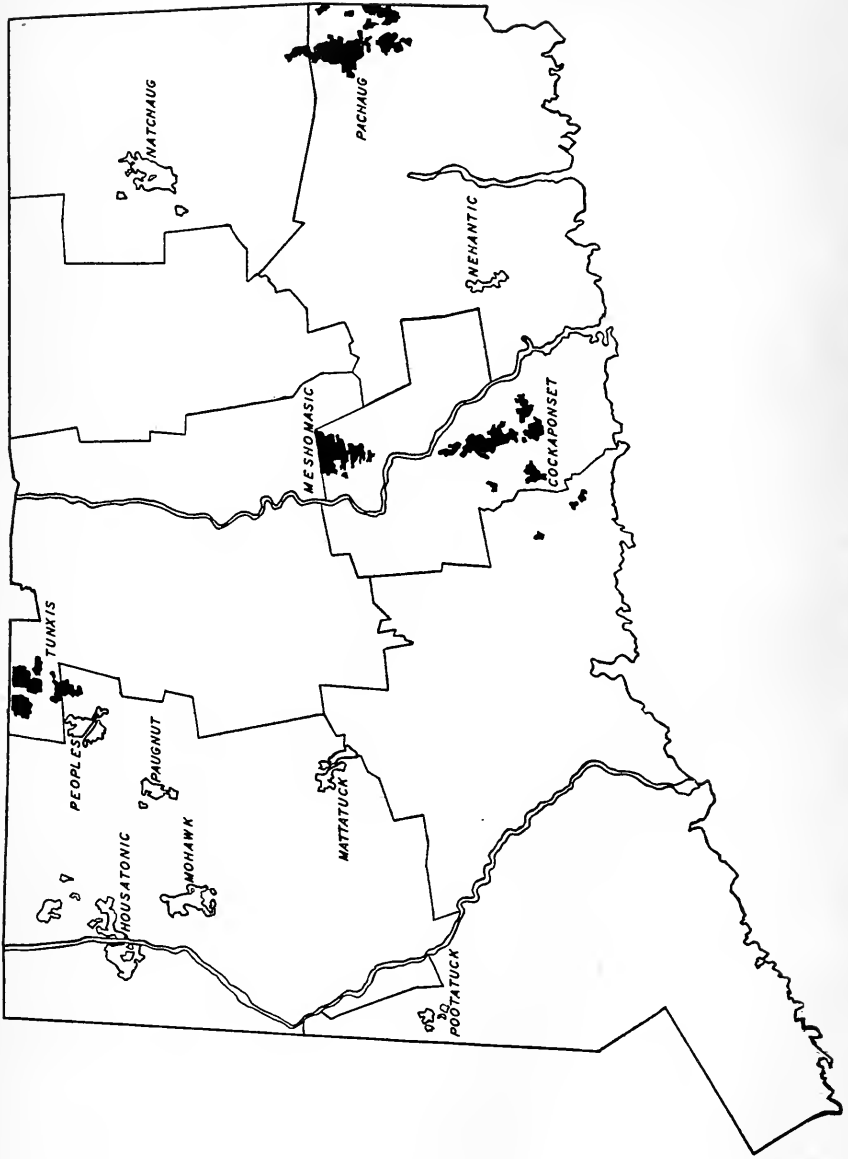 TUNXIS
PEOPLES
HOUSATONIC
PAUGNUT
NATCHAUG
MOHAWK
MESHOMASIC
MATTATUCK
PACHAUG
POOTATUCK
NEHANTIC
COCKAPONSET